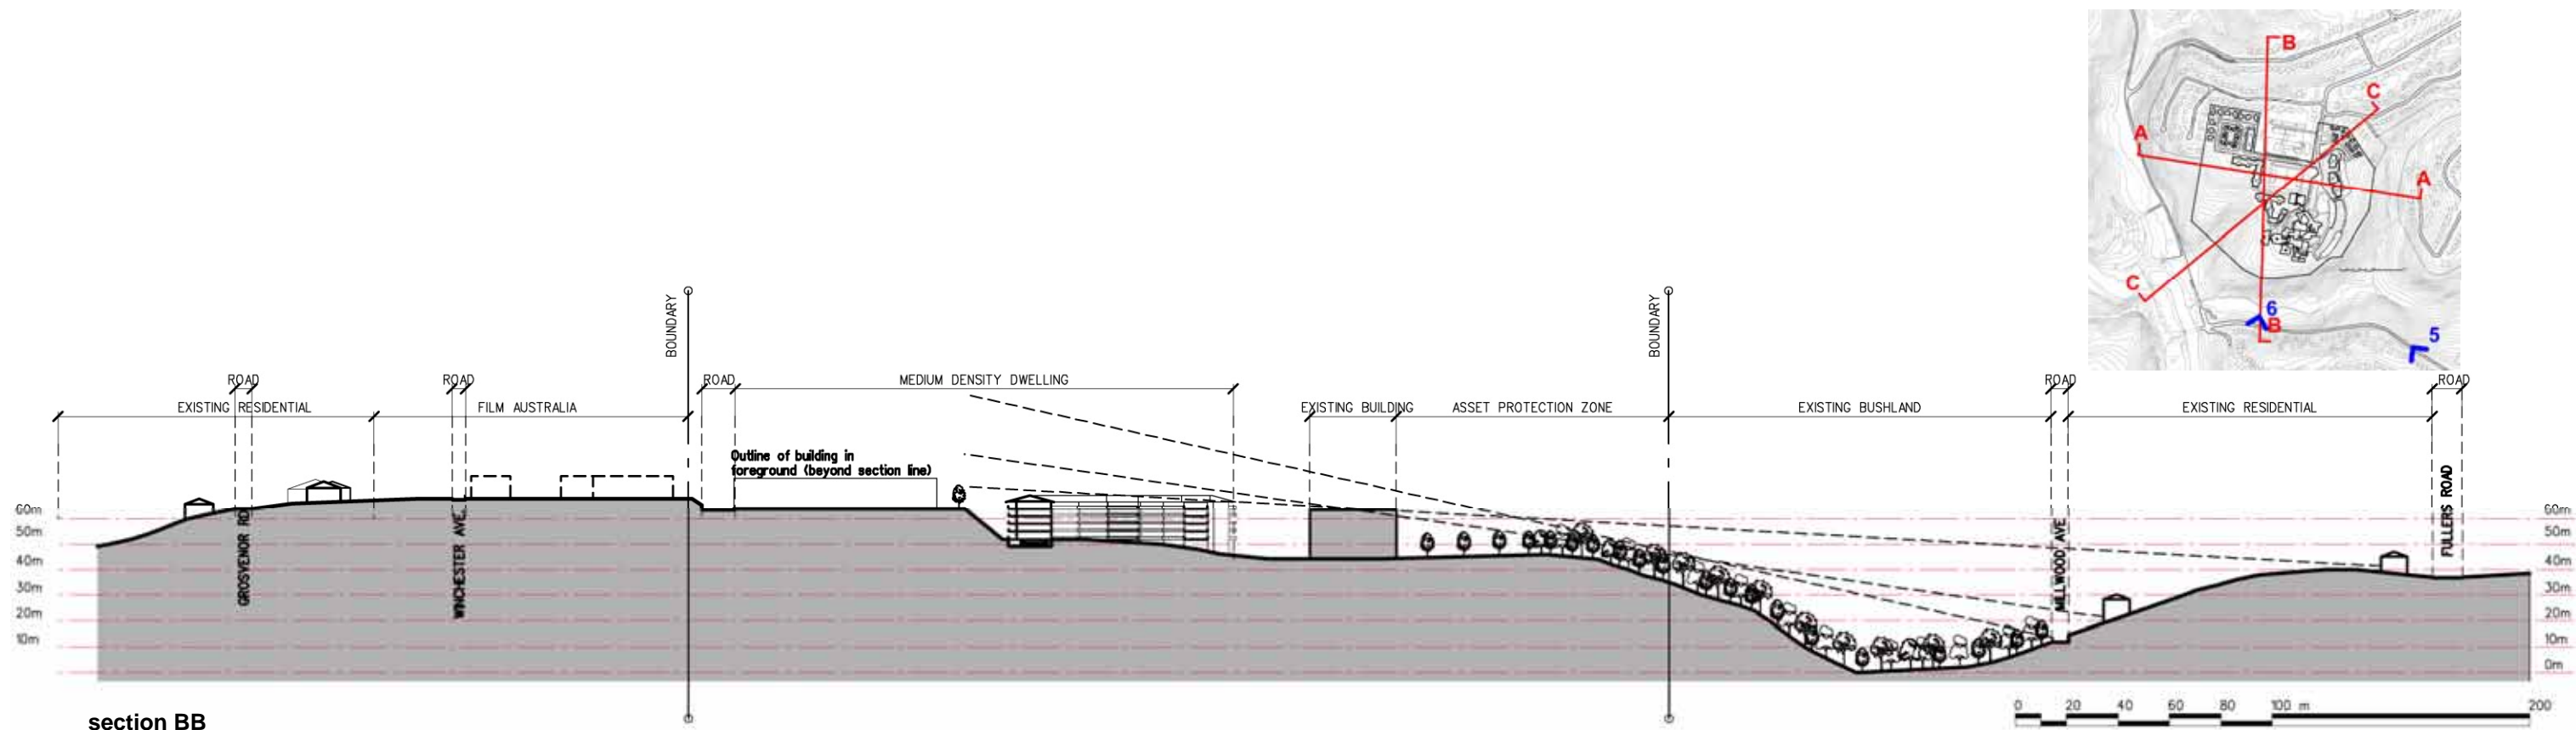 B
C
A
A
C
6
B
5
BOUNDARY
BOUNDARY
ROAD
ROAD
ROAD
MEDIUM DENSITY DWELLING
ROAD
ROAD
EXISTING RESIDENTIAL
FILM AUSTRALIA
EXISTING BUILDING
ASSET PROTECTION ZONE
EXISTING BUSHLAND
EXISTING RESIDENTIAL
Outline of building in
foreground (beyond section line)
GROSVENOR RD
WINCHESTER AVE.
MILLWOOD AVE
FULLERS ROAD
60m
50m
40m
30m
20m
10m
60m
50m
40m
30m
20m
10m
0m
section BB
0 20 40 60 80 100 m 200